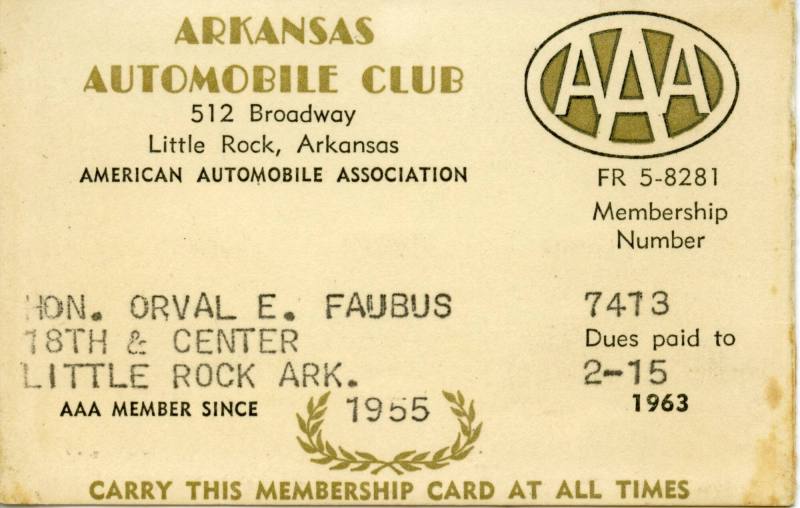 ARKANSAS
AUTOMOBILE CLUB
512 Broadway
Little Rock, Arkansas
AMERICAN AUTOMOBILE ASSOCIATION
AAA
FR 5-8281
Membership
Number
7413
HON. ORVAL E. FAUBUS
18TH & CENTER
LITTLE ROCK ARK.
Dues paid to
2-15
1963
AAA MEMBER SINCE 1955
CARRY THIS MEMBERSHIP CARD AT ALL TIMES